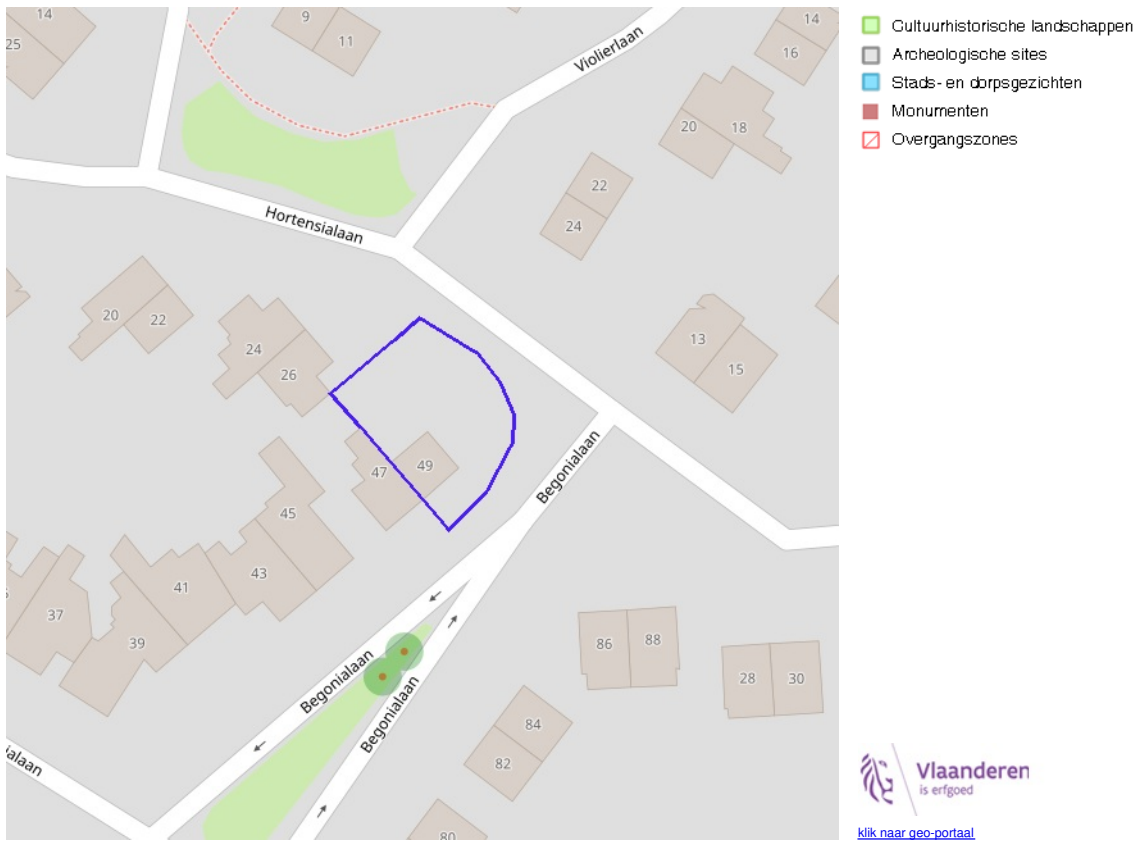 14
25
9
11
Violierlaan
14
16
20
18
22
24
Hortensialaan
20
22
24
26
13
15
47
49
Begonialaan
45
43
41
37
39
86
88
28
30
Begonialaan
Begonialaan
84
82
ialaan
80
Cultuurhistorische landschappen
Archeologische sites
Stads- en dorpsgezichten
Monumenten
Overgangszones
Vlaanderen
is erfgoed
klik naar geo-portaal